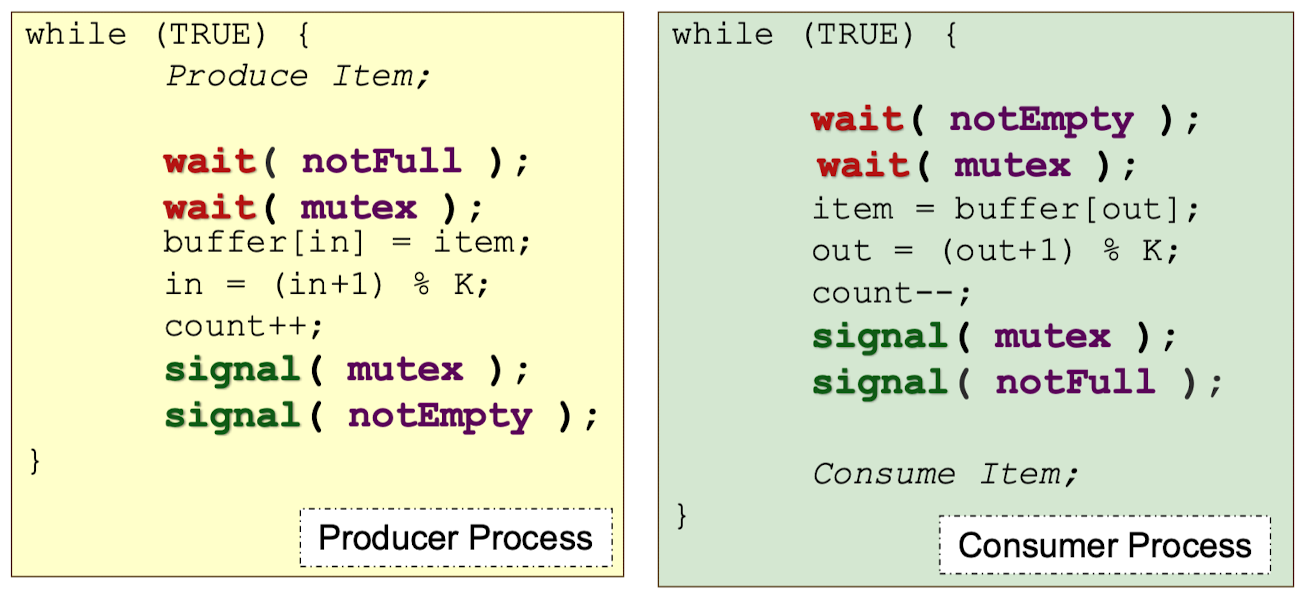 while (TRUE) {
Produce Item;
wait( notFull );
wait( mutex );
buffer[in] = item;
in = (in+1) % K;
count++;
signal( mutex );
signal( notEmpty );
}
Producer Process
while (TRUE) {
wait( notEmpty );
wait( mutex );
item = buffer[out];
out = (out+1) % K;
count--;
signal( mutex );
signal( notFull );
Consume Item;
}
Consumer Process